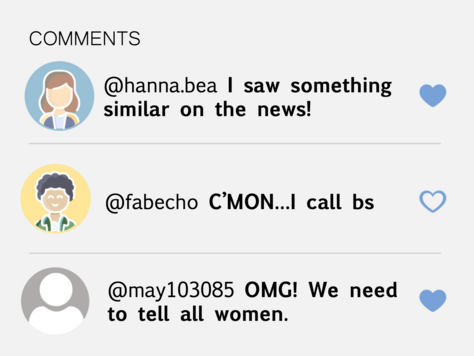 COMMENTS
@hanna.bea I saw something
similar on the news!
@fabecho C'MON...I call bs
@may103085 OMG! We need
to tell all women.